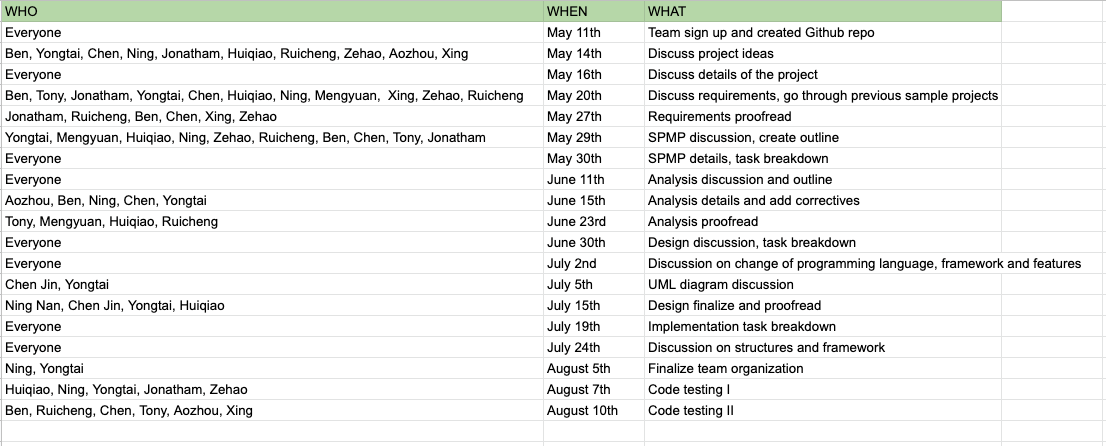 WHO WHEN WHAT
Everyone May 11th Team sign up and created Github repo
Ben, Yongtai, Chen, Ning, Jonatham, Huiqiao, Ruicheng, Zehao, Aozhou, Xing May 14th Discuss project ideas
Everyone May 16th Discuss details of the project
Ben, Tony, Jonatham, Yongtai, Chen, Huiqiao, Ning, Mengyuan,  Xing, Zehao, Ruicheng May 20th Discuss requirements, go through previous sample projects
Jonatham, Ruicheng, Ben, Chen, Xing, Zehao May 27th Requirements proofread
Yongtai, Mengyuan, Huiqiao, Ning, Zehao, Ruicheng, Ben, Chen, Tony, Jonatham May 29th SPMP discussion, create outline
Everyone May 30th SPMP details, task breakdown
Everyone June 11th Analysis discussion and outline
Aozhou, Ben, Ning, Chen, Yongtai June 15th Analysis details and add correctives
Tony, Mengyuan, Huiqiao, Ruicheng June 23rd Analysis proofread
Everyone June 30th Design discussion, task breakdown
Everyone July 2nd Discussion on change of programming language, framework and features
Chen Jin, Yongtai July 5th UML diagram discussion
Ning Nan, Chen Jin, Yongtai, Huiqiao July 15th Design finalize and proofread
Everyone July 19th Implementation task breakdown
Everyone July 24th Discussion on structures and framework
Ning, Yongtai August 5th Finalize team organization
Huiqiao, Ning, Yongtai, Jonatham, Zehao August 7th Code testing I
Ben, Ruicheng, Chen, Tony, Aozhou, Xing August 10th Code testing II